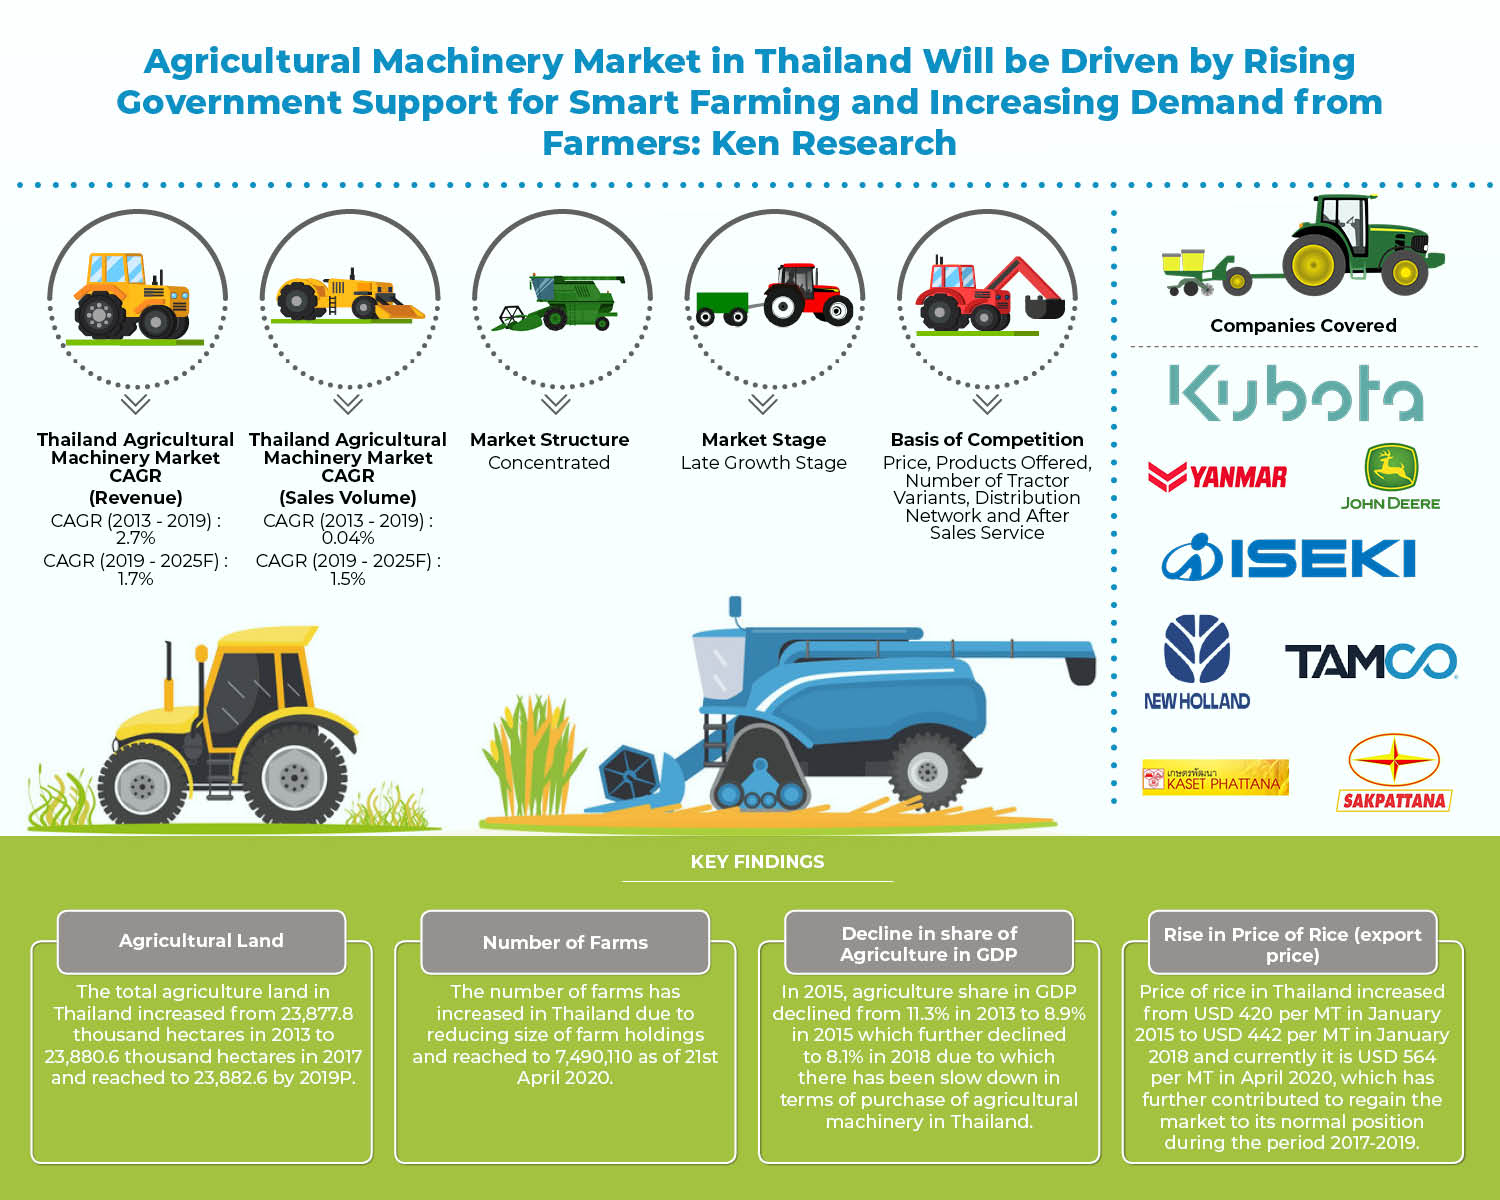 Agricultural Machinery Market in Thailand Will be Driven by Rising
Government Support for Smart Farming and Increasing Demand from
Farmers: Ken Research
Thailand Agricultural
Machinery Market
CAGR
(Revenue)
CAGR (2013 - 2019) :
2.7%
CAGR (2019 - 2025F) :
1.7%
Thailand Agricultural
Machinery Market
CAGR
(Sales Volume)
CAGR (2013 - 2019) :
0.04%
CAGR (2019 - 2025F) :
1.5%
Market Structure
Concentrated
Market Stage
Late Growth Stage
Basis of Competition
Price, Products Offered,
Number of Tractor
Variants, Distribution
Network and After
Sales Service
Companies Covered
Kubota
YANMAR
JOHN DEERE
ISEKI
NEW HOLLAND
TAMCO
เกษตรพัฒนา
KASET PHATTANA
SAKPATTANA
KEY FINDINGS
Agricultural Land
The total agriculture land in
Thailand increased from 23,877.8
thousand hectares in 2013 to
23,880.6 thousand hectares in 2017
and reached to 23,882.6 by 2019P.
Number of Farms
The number of farms has
increased in Thailand due to
reducing size of farm holdings
and reached to 7,490,110 as of 21st
April 2020.
Decline in share of
Agriculture in GDP
In 2015, agriculture share in GDP
declined from 11.3% in 2013 to 8.9%
in 2015 which further declined
to 8.1% in 2018 due to which
there has been slow down in
terms of purchase of agricultural
machinery in Thailand.
Rise in Price of Rice (export
price)
Price of rice in Thailand increased
from USD 420 per MT in January
2015 to USD 442 per MT in January
2018 and currently it is USD 564
per MT in April 2020, which has
further contributed to regain the
market to its normal position
during the period 2017-2019.